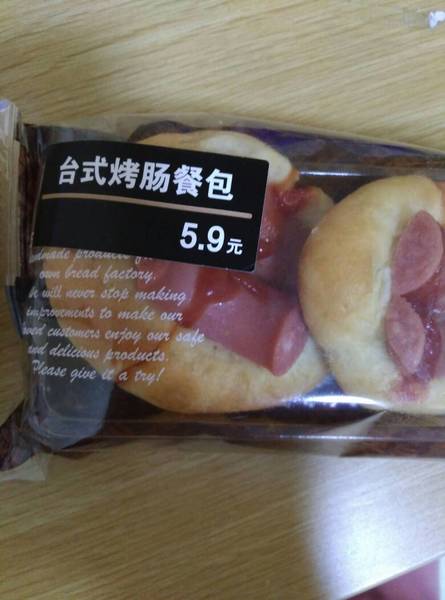 台式烤肠餐包
5.9元
own bread factory.
will never stop making
improvements to make our
customers enjoy our safe
and delicious products.
Please give it a try!